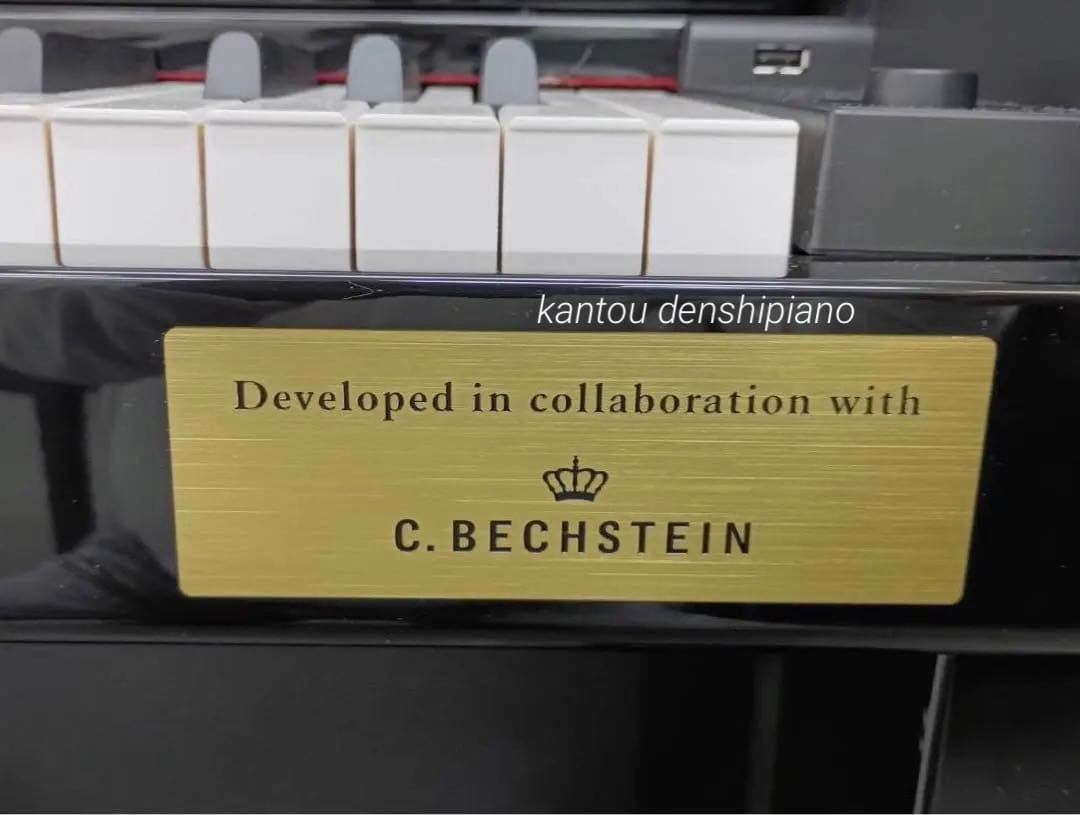 kantou denshipiano
Developed in collaboration with
C. BECHSTEIN